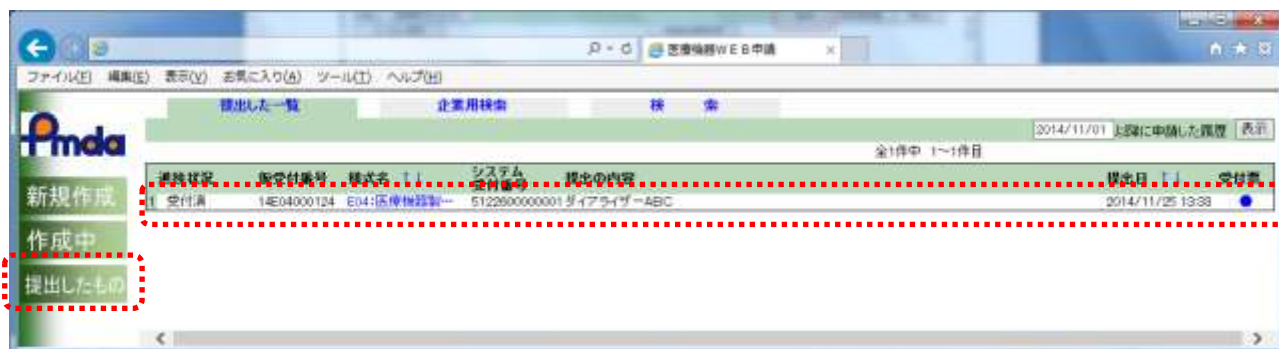 医療機器WEB申請
ファイル(F) 編集(E) 表示(V) お気に入り(A) ツール(T) ヘルプ(H)
提出した一覧 企業用検索 検 索
Pmda
2014/11/01 以降に申請した履歴 表示
全1件中 1～1件目
進捗状況 仮受付番号 様式名 ↑↓ システム受付番号 提出の内容 提出日 ↑↓ 受付票
1 受付済 14E04000124 E04:医療機器製… 5122600000001 ダイアライザーABC 2014/11/25 13:38 ●
新規作成
作成中
提出したもの